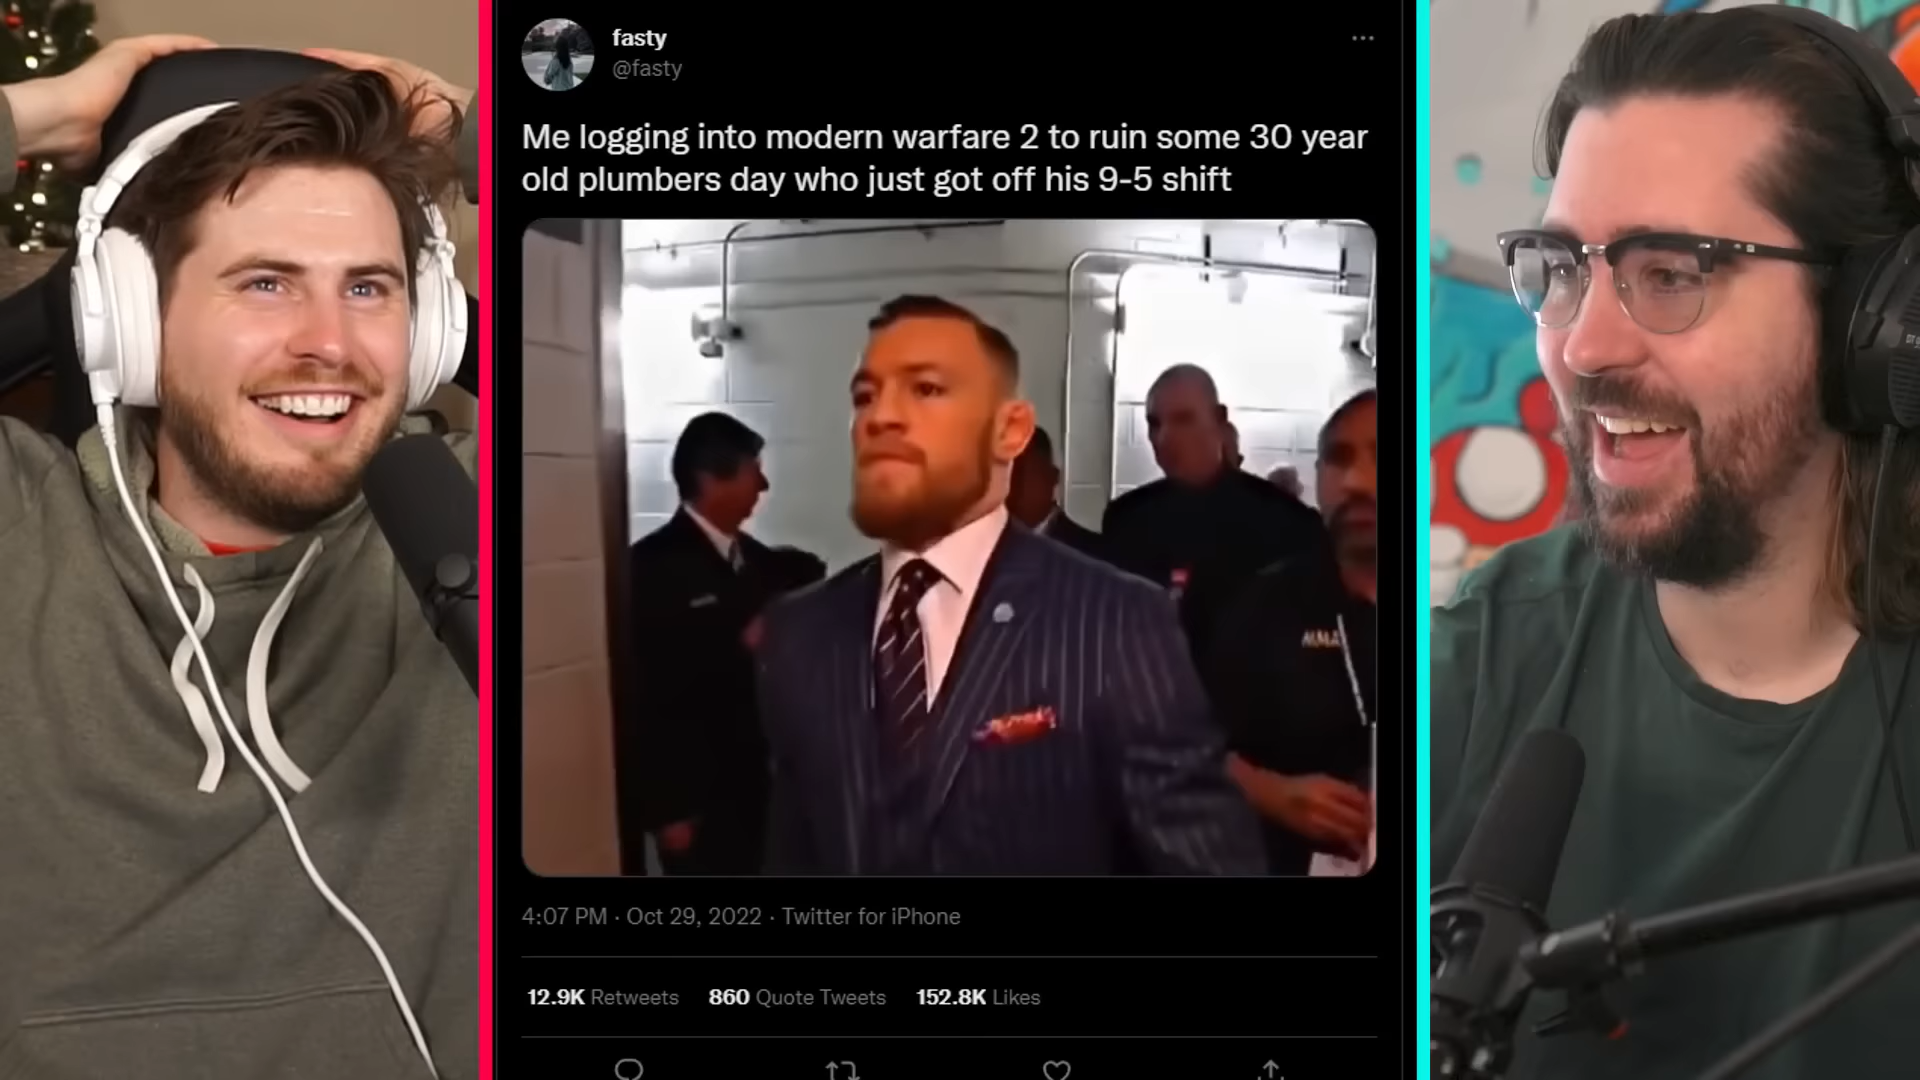 fasty
@fasty
Me logging into modern warfare 2 to ruin some 30 year
old plumbers day who just got off his 9-5 shift
4:07 PM · Oct 29, 2022 · Twitter for iPhone
12.9K Retweets 860 Quote Tweets 152.8K Likes